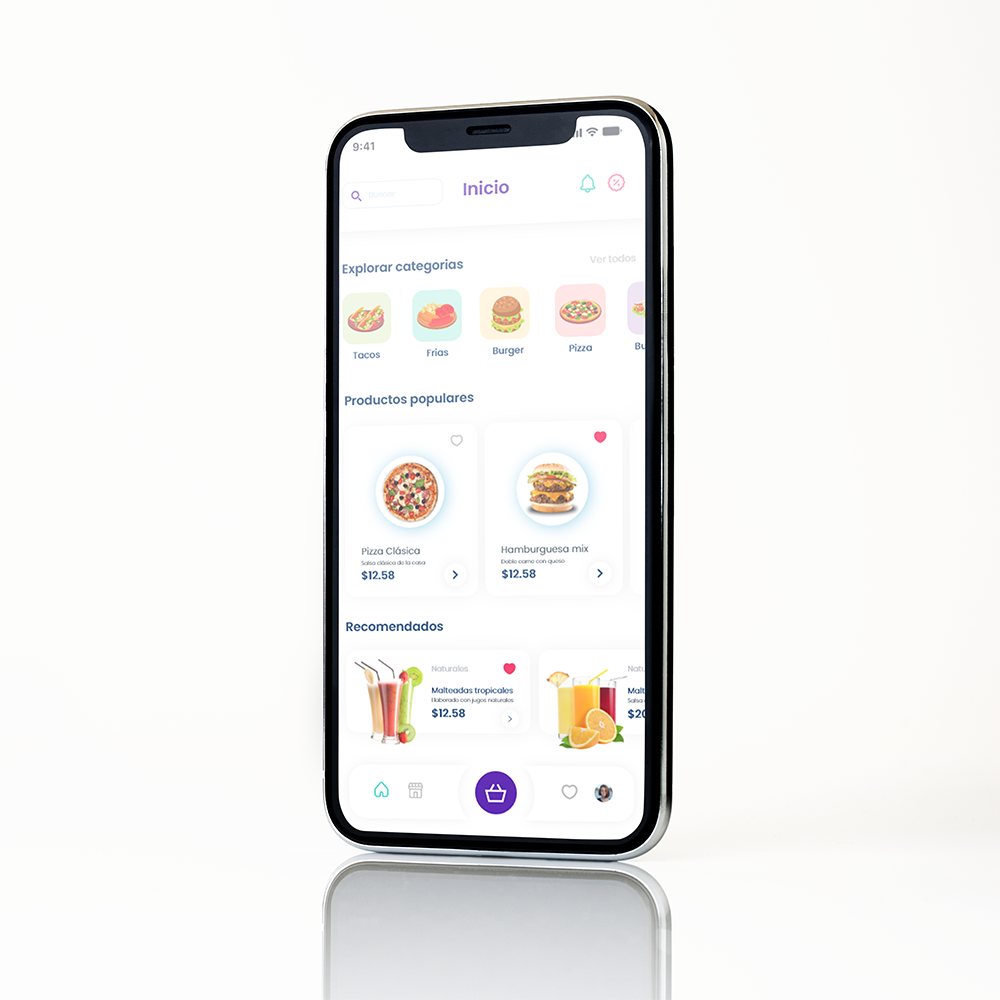 9:41
Inicio
Buscar
Explorar categorias
Ver todos
Tacos
Frias
Burger
Pizza
Bu
Productos populares
Pizza Clásica
Salsa clásica de la casa
$12.58
Hamburguesa mix
Doble carne con queso
$12.58
Recomendados
Naturales
Malteadas tropicales
Elaborado con jugos naturales
$12.58
Natu
Malt
Salsa
$20